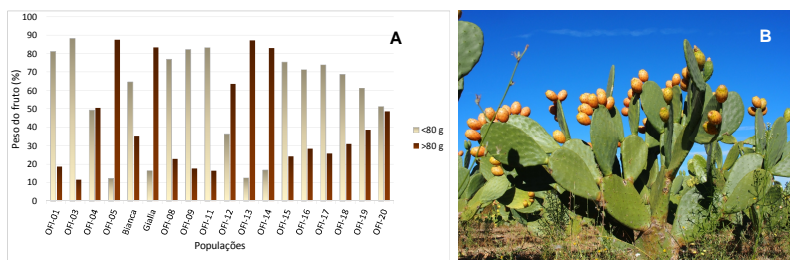 A
Peso do fruto (%)
100
90
80
70
60
50
40
30
20
10
0
OFI-01
OFI-03
OFI-04
OFI-05
Bianca
Gialla
OFI-08
OFI-09
OFI-11
OFI-12
OFI-13
OFI-14
OFI-15
OFI-16
OFI-17
OFI-18
OFI-19
OFI-20
Populações
<80 g
>80 g
B